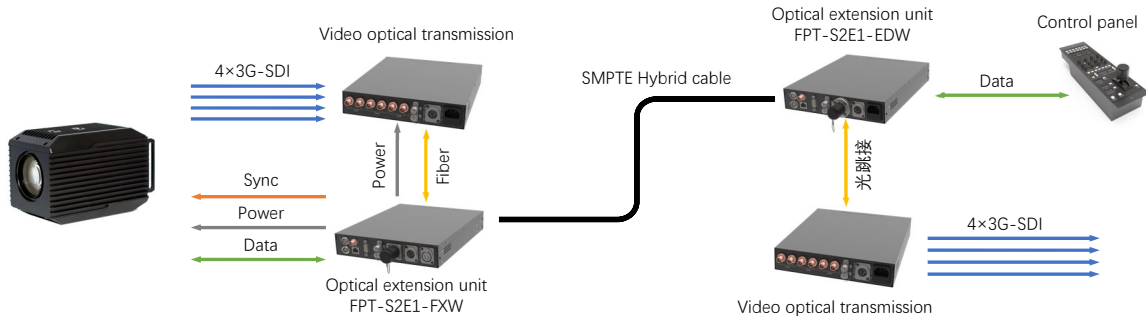 Video optical transmission
4×3G-SDI
Power
Fiber
Sync
Power
Data
Optical extension unit
FPT-S2E1-FXW
SMPTE Hybrid cable
Optical extension unit
FPT-S2E1-EDW
Control panel
Data
光跳接
4×3G-SDI
Video optical transmission